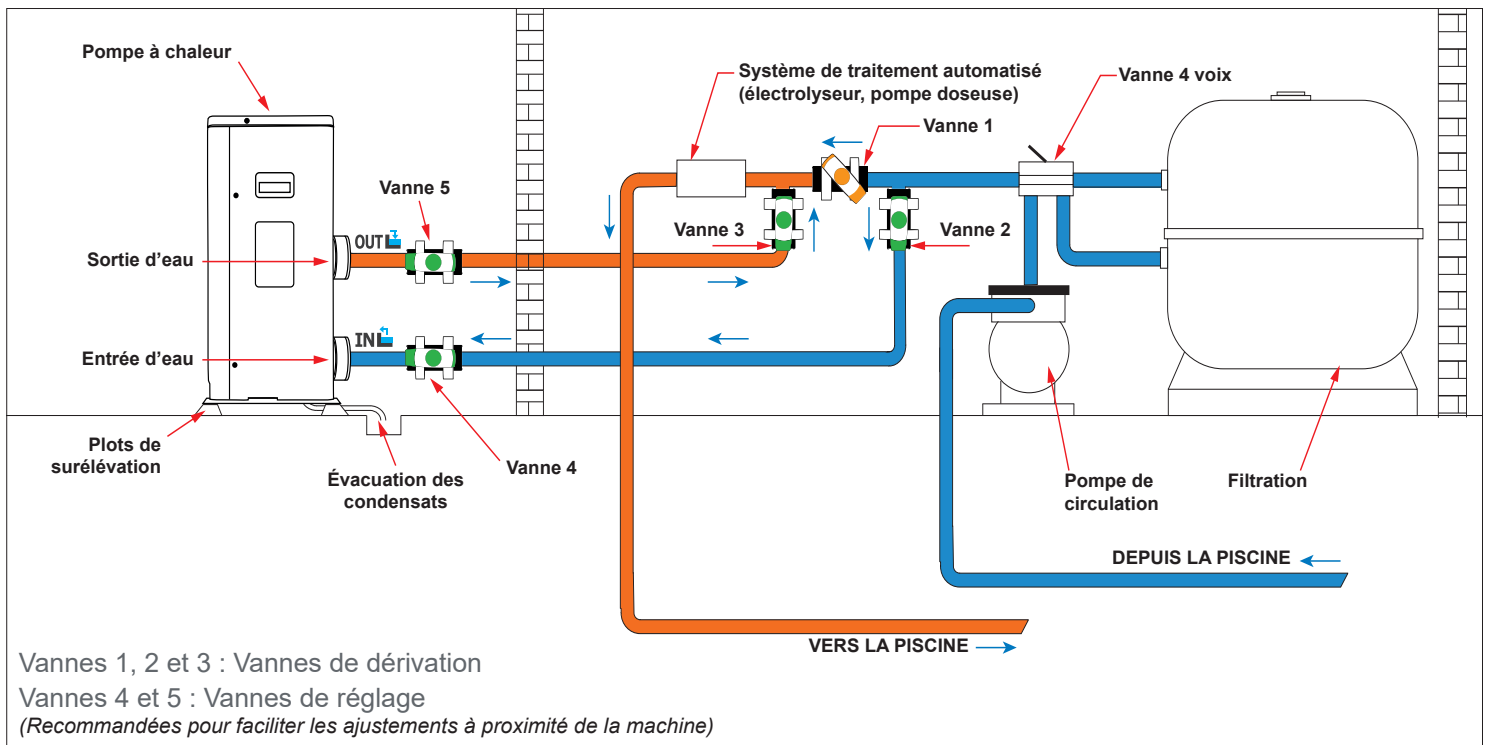 Pompe à chaleur
Système de traitement automatisé
(électrolyseur, pompe doseuse)
Vanne 4 voix
Vanne 1
Vanne 5
Vanne 3
Vanne 2
OUT
Sortie d'eau
IN
Entrée d'eau
Plots de
surélévation
Évacuation des
condensats
Vanne 4
Pompe de
circulation
Filtration
DEPUIS LA PISCINE
VERS LA PISCINE
Vannes 1, 2 et 3 : Vannes de dérivation
Vannes 4 et 5 : Vannes de réglage
(Recommandées pour faciliter les ajustements à proximité de la machine)